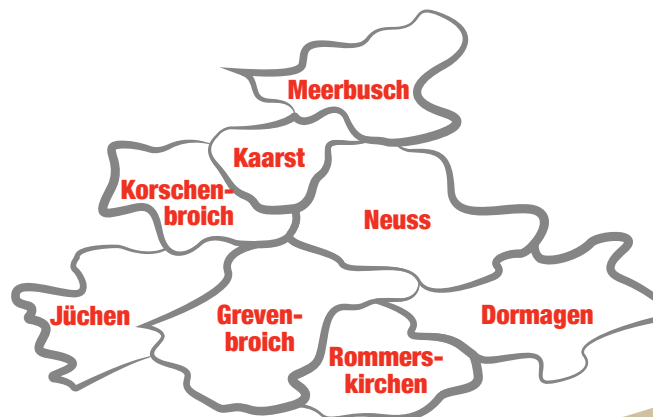 Meerbusch
Kaarst
Korschen-
broich
Neuss
Jüchen
Greven-
broich
Dormagen
Rommers-
kirchen